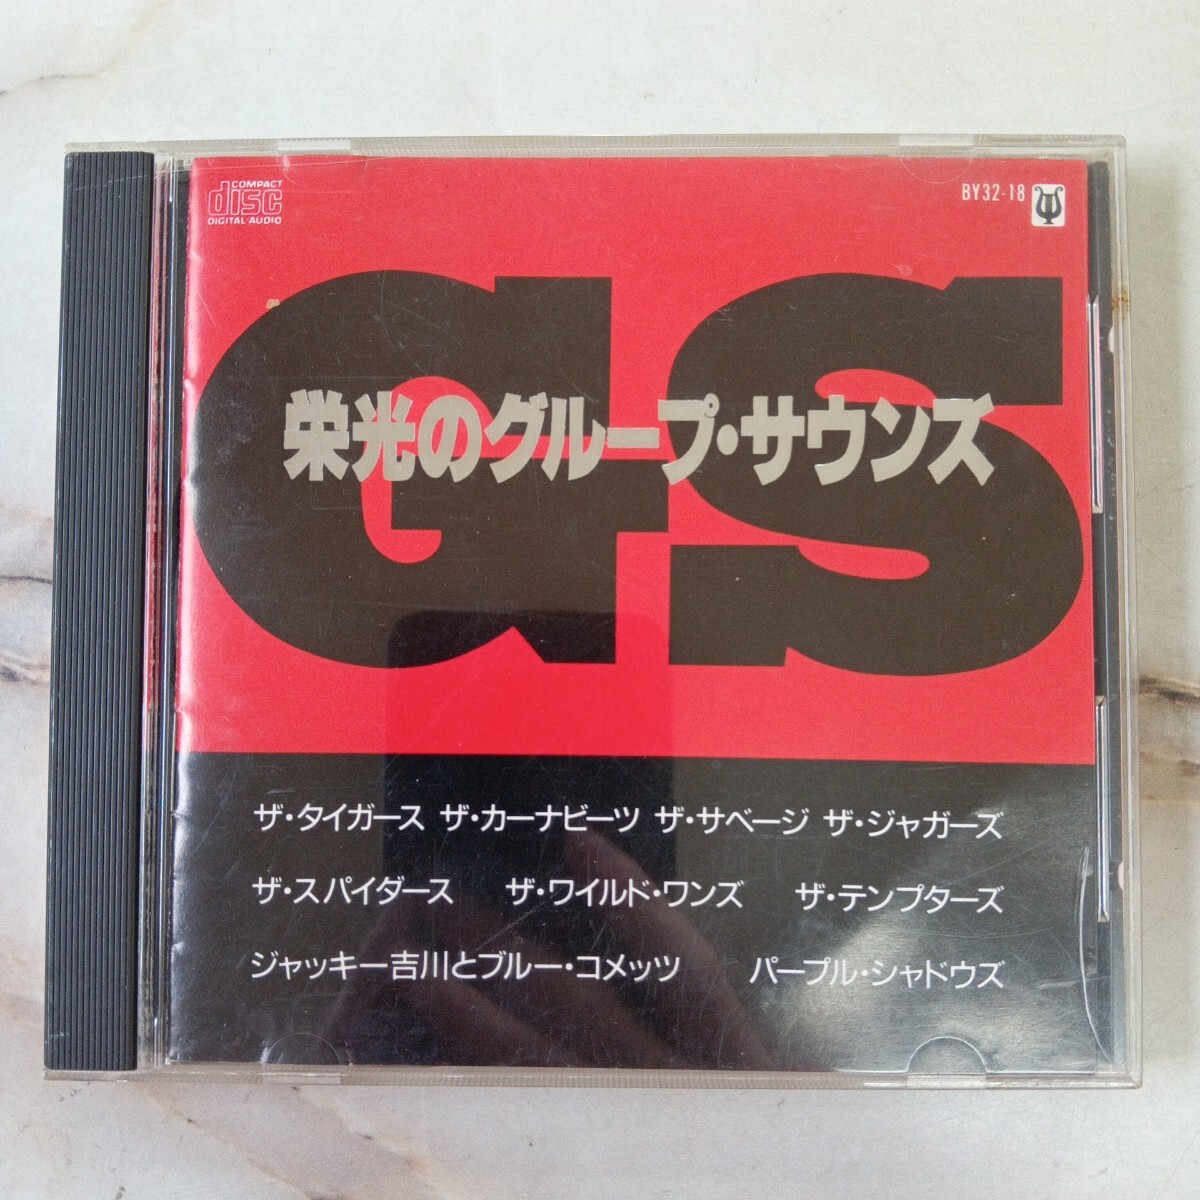 COMPACT
disc
DIGITAL AUDIO
BY32-18
GS
栄光のグループ・サウンズ
ザ・タイガース ザ・カーナビーツ ザ・サベージ ザ・ジャガーズ
ザ・スパイダース ザ・ワイルド・ワンズ ザ・テンプターズ
ジャッキー吉川とブルー・コメッツ パープル・シャドウズ